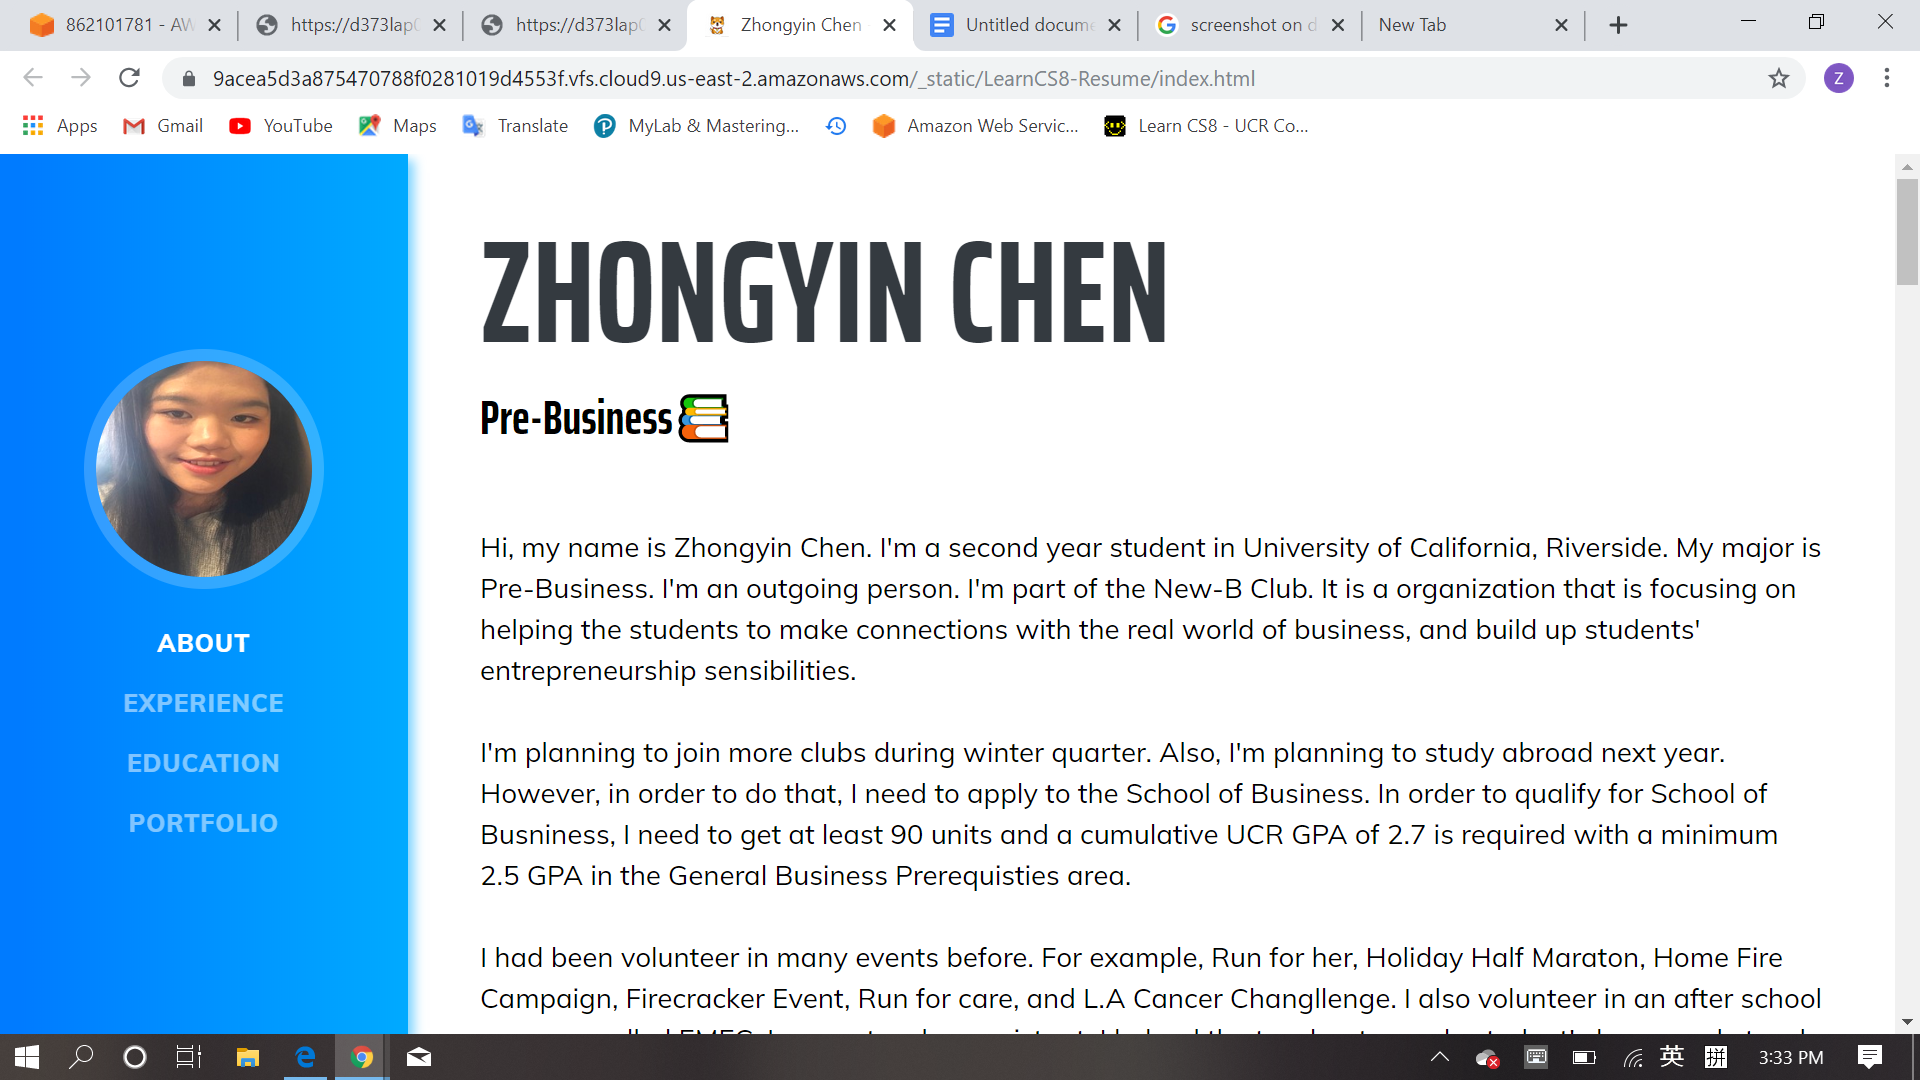 862101781 - AW
https://d373lap0
https://d373lap0
Zhongyin Chen
Untitled docume
screenshot on d
New Tab
9acea5d3a875470788f0281019d4553f.vfs.cloud9.us-east-2.amazonaws.com/_static/LearnCS8-Resume/index.html
Z
Apps
Gmail
YouTube
Maps
Translate
MyLab & Mastering...
Amazon Web Servic...
Learn CS8 - UCR Co...
ABOUT
EXPERIENCE
EDUCATION
PORTFOLIO
ZHONGYIN CHEN
Pre-Business
Hi, my name is Zhongyin Chen. I'm a second year student in University of California, Riverside. My major is
Pre-Business. I'm an outgoing person. I'm part of the New-B Club. It is a organization that is focusing on
helping the students to make connections with the real world of business, and build up students'
entrepreneurship sensibilities.
I'm planning to join more clubs during winter quarter. Also, I'm planning to study abroad next year.
However, in order to do that, I need to apply to the School of Business. In order to qualify for School of
Busniness, I need to get at least 90 units and a cumulative UCR GPA of 2.7 is required with a minimum
2.5 GPA in the General Business Prerequisties area.
I had been volunteer in many events before. For example, Run for her, Holiday Half Maraton, Home Fire
Campaign, Firecracker Event, Run for care, and L.A Cancer Changllenge. I also volunteer in an after school
英
拼
3:33 PM